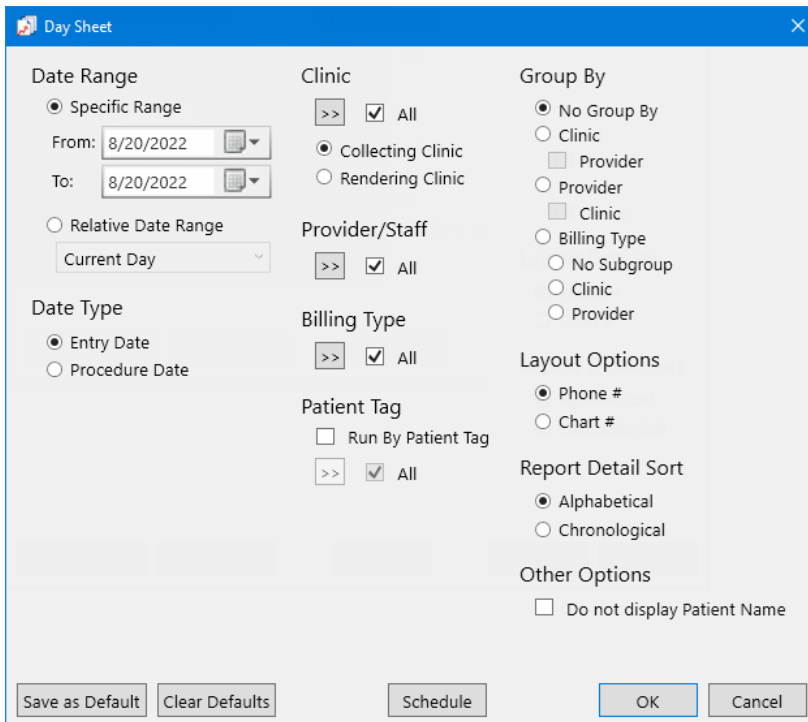 Day Sheet
Date Range
Specific Range
From: 8/20/2022
To: 8/20/2022
Relative Date Range
Current Day
Date Type
Entry Date
Procedure Date
Clinic
>> All
Collecting Clinic
Rendering Clinic
Provider/Staff
>> All
Billing Type
>> All
Patient Tag
Run By Patient Tag
>> All
Group By
No Group By
Clinic
Provider
Provider
Clinic
Billing Type
No Subgroup
Clinic
Provider
Layout Options
Phone #
Chart #
Report Detail Sort
Alphabetical
Chronological
Other Options
Do not display Patient Name
Save as Default Clear Defaults Schedule OK Cancel